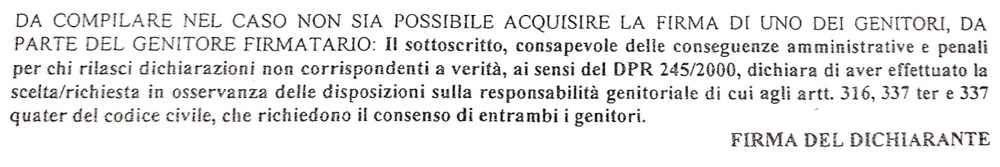 DA COMPILARE NEL CASO NON SIA POSSIBILE ACQUISIRE LA FIRMA DI UNO DEI GENITORI, DA
PARTE DEL GENITORE FIRMATARIO: Il sottoscritto, consapevole delle conseguenze amministrative e penali
per chi rilasci dichiarazioni non corrispondenti a verità, ai sensi del DPR 245/2000, dichiara di aver effettuato la
scelta/richiesta in osservanza delle disposizioni sulla responsabilità genitoriale di cui agli artt. 316, 337 ter e 337
quater del codice civile, che richiedono il consenso di entrambi i genitori.
FIRMA DEL DICHIARANTE